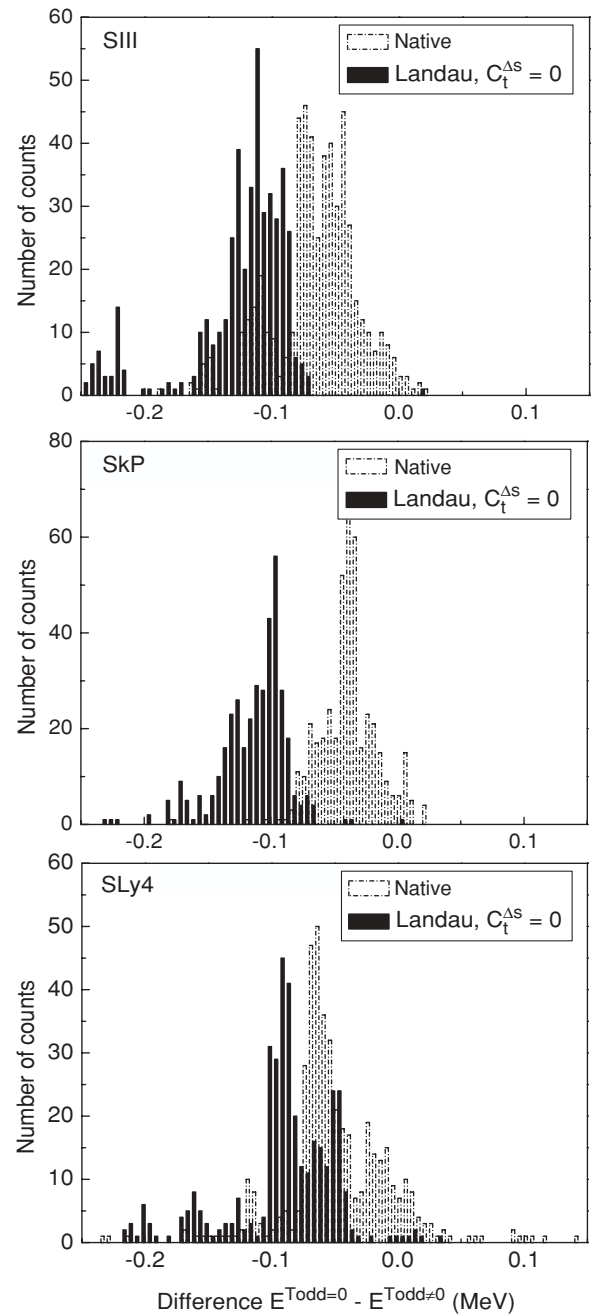 60
50
40
30
20
10
0
Number of counts
SIII
Native
Landau, C_t^{Δs} = 0
-0.2 -0.1 0.0 0.1
80
60
40
20
0
Number of counts
SkP
Native
Landau, C_t^{Δs} = 0
-0.2 -0.1 0.0 0.1
60
50
40
30
20
10
0
Number of counts
SLy4
Native
Landau, C_t^{Δs} = 0
-0.2 -0.1 0.0 0.1
Difference E^{Todd=0} - E^{Todd≠0} (MeV)